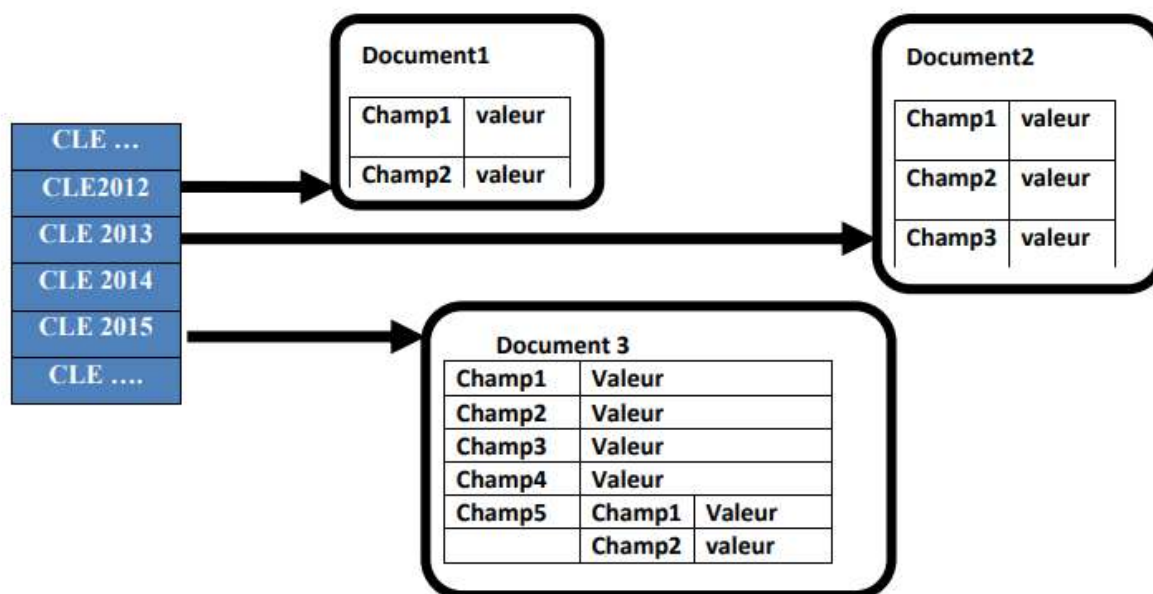 CLE ...
CLE2012
CLE 2013
CLE 2014
CLE 2015
CLE ....
Document1
Champ1 valeur
Champ2 valeur
Document2
Champ1 valeur
Champ2 valeur
Champ3 valeur
Document 3
Champ1 Valeur
Champ2 Valeur
Champ3 Valeur
Champ4 Valeur
Champ5 Champ1 Valeur
Champ2 valeur